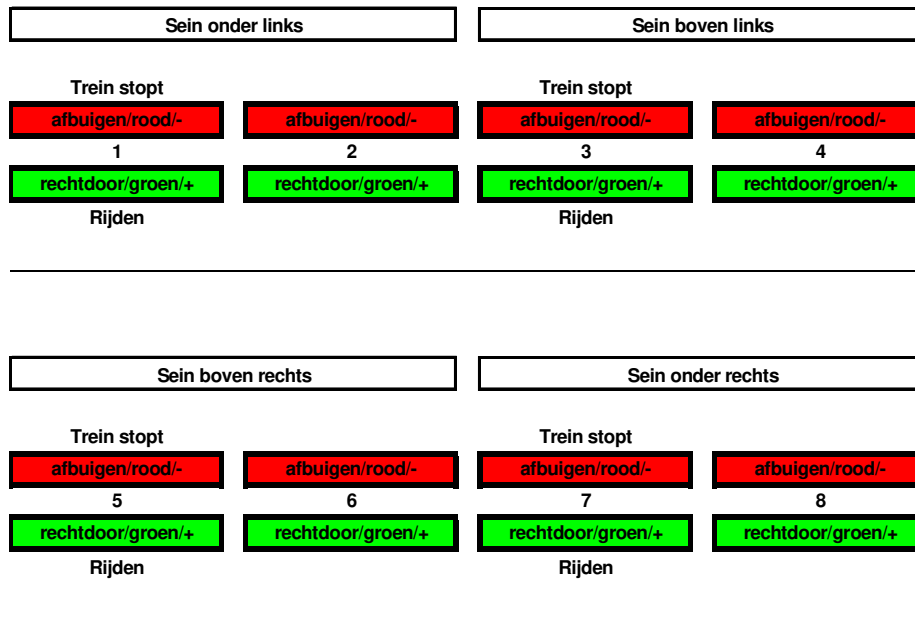 Sein onder links Sein boven links
Trein stopt Trein stopt
afbuigen/rood/- afbuigen/rood/- afbuigen/rood/- afbuigen/rood/-
1 2 3 4
rechtdoor/groen/+ rechtdoor/groen/+ rechtdoor/groen/+ rechtdoor/groen/+
Rijden Rijden
Sein boven rechts Sein onder rechts
Trein stopt Trein stopt
afbuigen/rood/- afbuigen/rood/- afbuigen/rood/- afbuigen/rood/-
5 6 7 8
rechtdoor/groen/+ rechtdoor/groen/+ rechtdoor/groen/+ rechtdoor/groen/+
Rijden Rijden